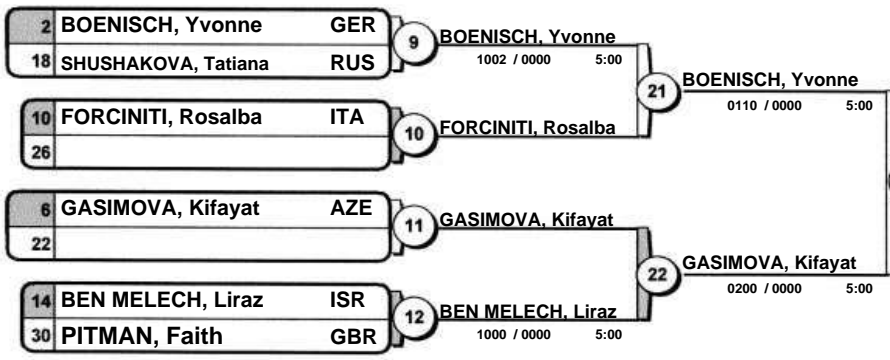 2 BOENISCH, Yvonne GER
18 SHUSHAKOVA, Tatiana RUS
9
BOENISCH, Yvonne
1002 / 0000 5:00
10 FORCINITI, Rosalba ITA
26
10
FORCINITI, Rosalba
21
BOENISCH, Yvonne
0110 / 0000 5:00
6 GASIMOVA, Kifayat AZE
22
11
GASIMOVA, Kifayat
14 BEN MELECH, Liraz ISR
30 PITMAN, Faith GBR
12
BEN MELECH, Liraz
1000 / 0000 5:00
22
GASIMOVA, Kifayat
0200 / 0000 5:00